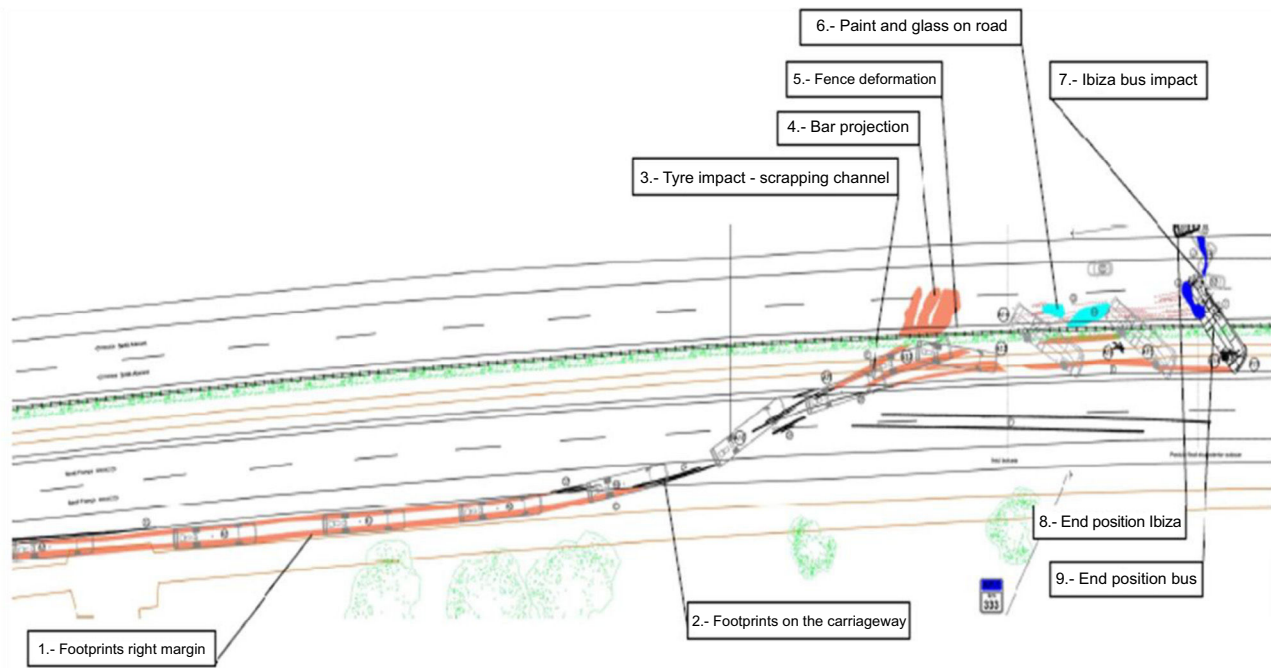 6.- Paint and glass on road
5.- Fence deformation
7.- Ibiza bus impact
4.- Bar projection
3.- Tyre impact - scrapping channel
8.- End position Ibiza
9.- End position bus
333
2.- Footprints on the carriageway
1.- Footprints right margin